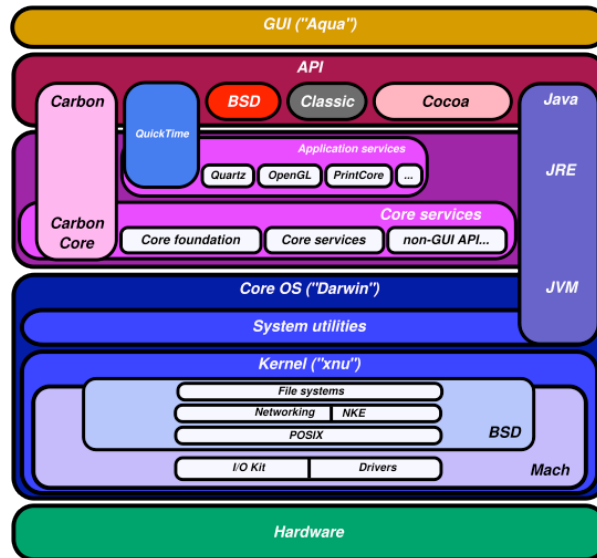 GUI ("Aqua")
API
Carbon
QuickTime
BSD
Classic
Cocoa
Java
Application services
Quartz
OpenGL
PrintCore
...
JRE
Carbon
Core
Core services
Core foundation
Core services
non-GUI API...
Core OS ("Darwin")
JVM
System utilities
Kernel ("xnu")
File systems
Networking
NKE
POSIX
BSD
I/O Kit
Drivers
Mach
Hardware